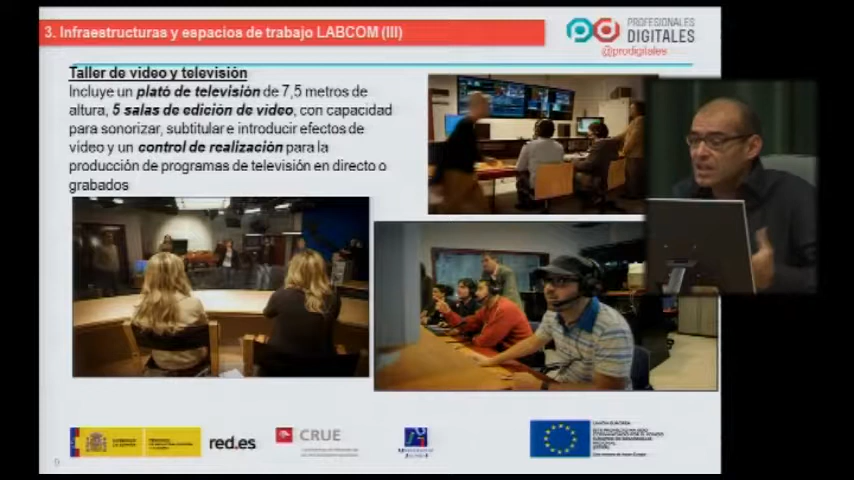 3. Infraestructuras y espacios de trabajo LABCOM (III)
PROFESIONALES
DIGITALES
@prodigitales
Taller de video y televisión
Incluye un plató de televisión de 7,5 metros de
altura, 5 salas de edición de video, con capacidad
para sonorizar, subtitular e introducir efectos de
vídeo y un control de realización para la
producción de programas de televisión en directo o
grabados
red.es
CRUE
UNIÓN EUROPEA
9